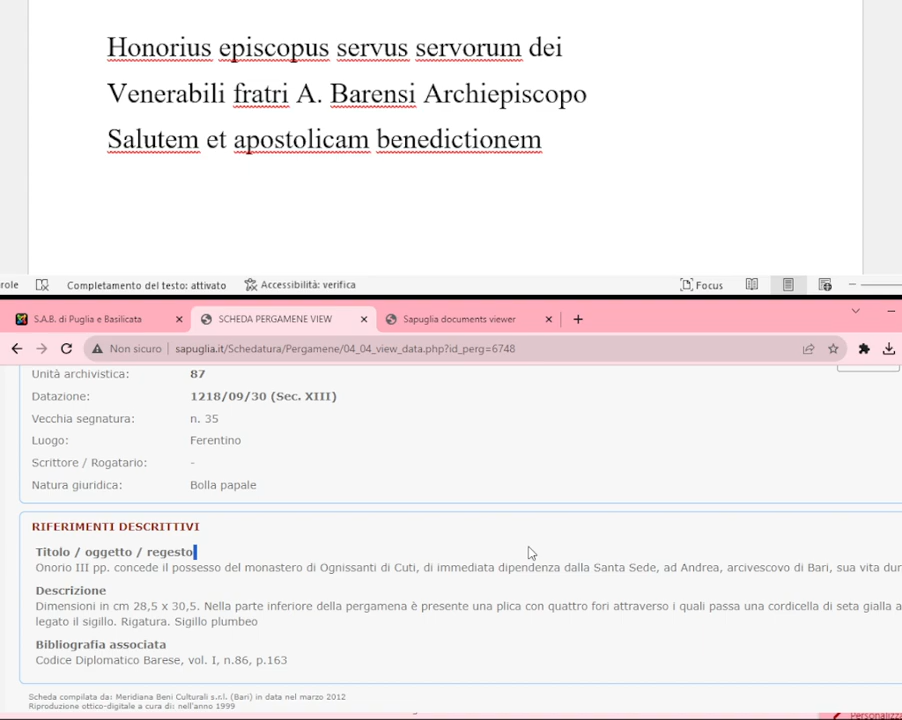 Honorius episcopus servus servorum dei
Venerabili fratri A. Barensi Archiepiscopo
Salutem et apostolicam benedictionem
role Completamento del testo: attivato Accessibilità: verifica Focus
S.A.B. di Puglia e Basilicata SCHEDA PERGAMENE VIEW Sapuglia documents viewer
Non sicuro sapuglia.it/Schedatura/Pergamene/04_04_view_data.php?id_perg=6748
Unità archivistica: 87
Datazione: 1218/09/30 (Sec. XIII)
Vecchia segnatura: n. 35
Luogo: Ferentino
Scrittore / Rogatario: -
Natura giuridica: Bolla papale
RIFERIMENTI DESCRITTIVI
Titolo / oggetto / regesto
Onorio III pp. concede il possesso del monastero di Ognissanti di Cuti, di immediata dipendenza dalla Santa Sede, ad Andrea, arcivescovo di Bari, sua vita dur
Descrizione
Dimensioni in cm 28,5 x 30,5. Nella parte inferiore della pergamena è presente una plica con quattro fori attraverso i quali passa una cordicella di seta gialla a
legato il sigillo. Rigatura. Sigillo plumbeo
Bibliografia associata
Codice Diplomatico Barese, vol. I, n.86, p.163
Scheda compilata da: Meridiana Beni Culturali s.r.l. (Bari) in data nel marzo 2012
Riproduzione ottico-digitale a cura di: nell'anno 1999
Personalizza